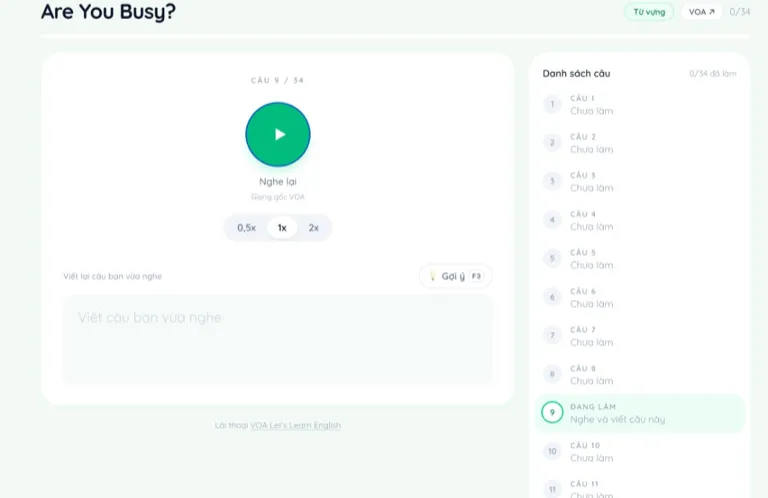 Are You Busy?
Từ vựng
VOA ↗
0/34
CÂU 9 / 34
Nghe lại
Giọng gốc VOA
0.5x
1x
2x
Viết lại câu bạn vừa nghe
Gợi ý F3
Viết câu bạn vừa nghe
Lời thoại VOA Let's Learn English
Danh sách câu
0/34 đã làm
1
CÂU 1
Chưa làm
2
CÂU 2
Chưa làm
3
CÂU 3
Chưa làm
4
CÂU 4
Chưa làm
5
CÂU 5
Chưa làm
6
CÂU 6
Chưa làm
7
CÂU 7
Chưa làm
8
CÂU 8
Chưa làm
9
ĐANG LÀM
Nghe và viết câu này
10
CÂU 10
Chưa làm
11
CÂU 11
Chưa làm